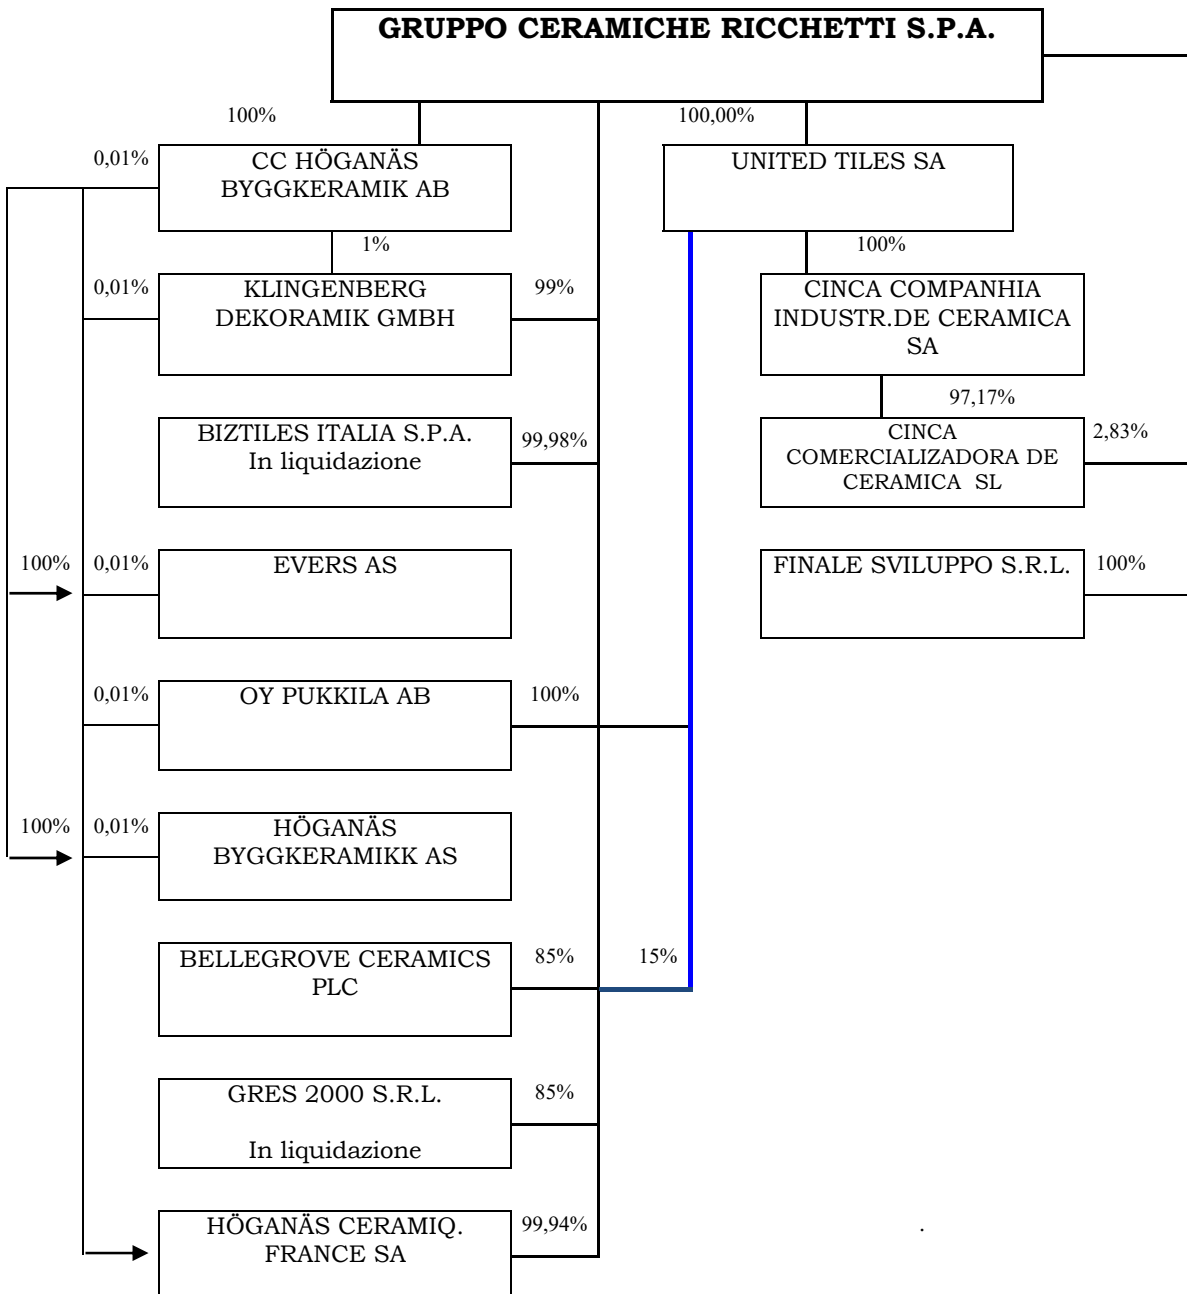 GRUPPO CERAMICHE RICCHETTI S.P.A.
100%
100,00%
0,01%
CC HÖGANÄS
BYGGKERAMIK AB
UNITED TILES SA
1%
100%
0,01%
KLINGENBERG
DEKORAMIK GMBH
99%
CINCA COMPANHIA
INDUSTR.DE CERAMICA
SA
97,17%
BIZTILES ITALIA S.P.A.
In liquidazione
99,98%
CINCA
COMERCIALIZADORA DE
CERAMICA SL
2,83%
100%
0,01%
EVERS AS
FINALE SVILUPPO S.R.L.
100%
0,01%
OY PUKKILA AB
100%
100%
0,01%
HÖGANÄS
BYGGKERAMIKK AS
BELLEGROVE CERAMICS
PLC
85%
15%
GRES 2000 S.R.L.
In liquidazione
85%
HÖGANÄS CERAMIQ.
FRANCE SA
99,94%
.